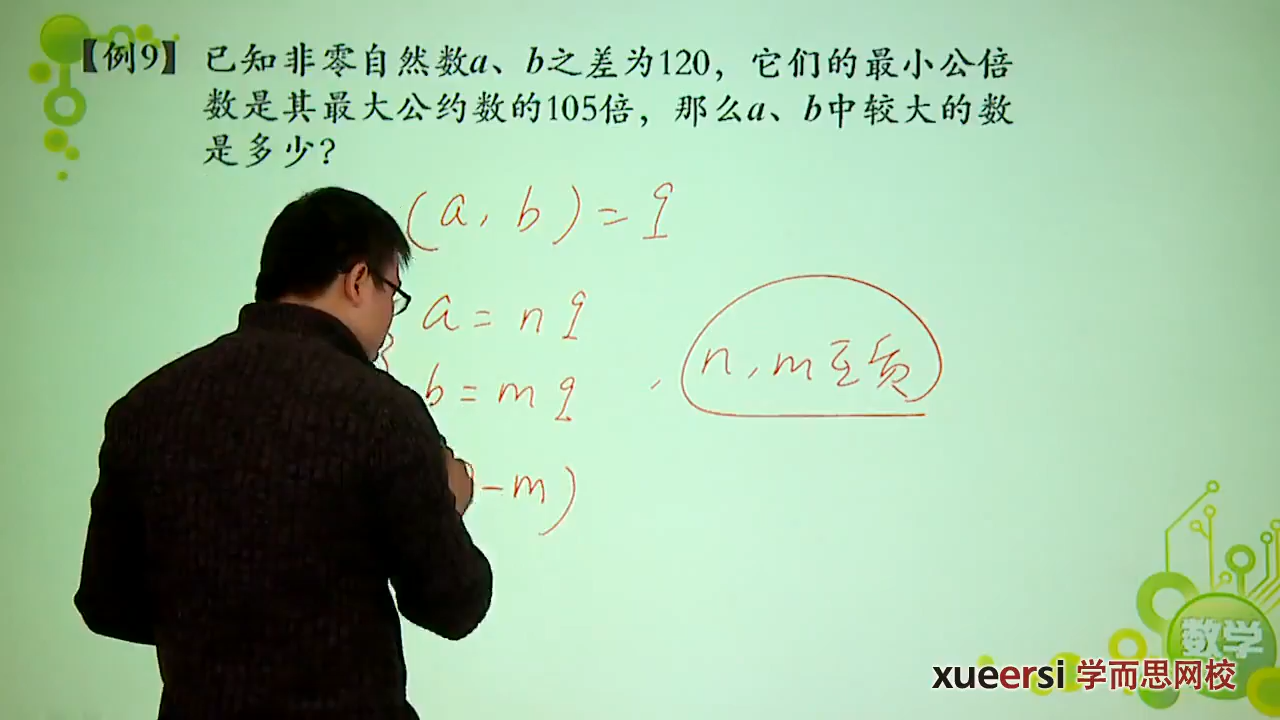 【例9】已知非零自然数a、b之差为120，它们的最小公倍
数是其最大公约数的105倍，那么a、b中较大的数
是多少？
(a, b) = q
a = n q
b = m q , n, m互质
-m)
数学
xueersi 学而思网校